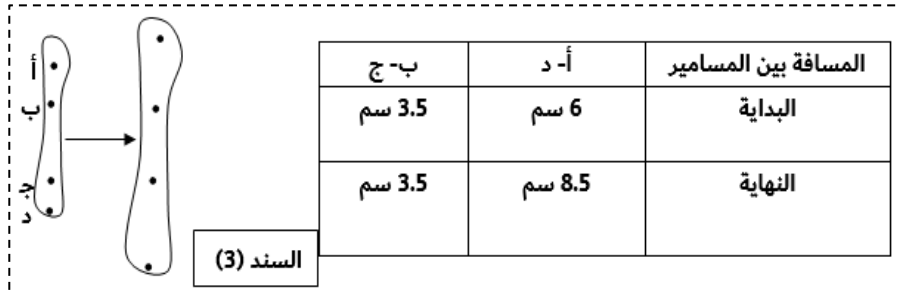 المسافة بين المسامير أ- د ب- ج
البداية 6 سم 3.5 سم
النهاية 8.5 سم 3.5 سم
أ
ب
ج
د
السند (3)